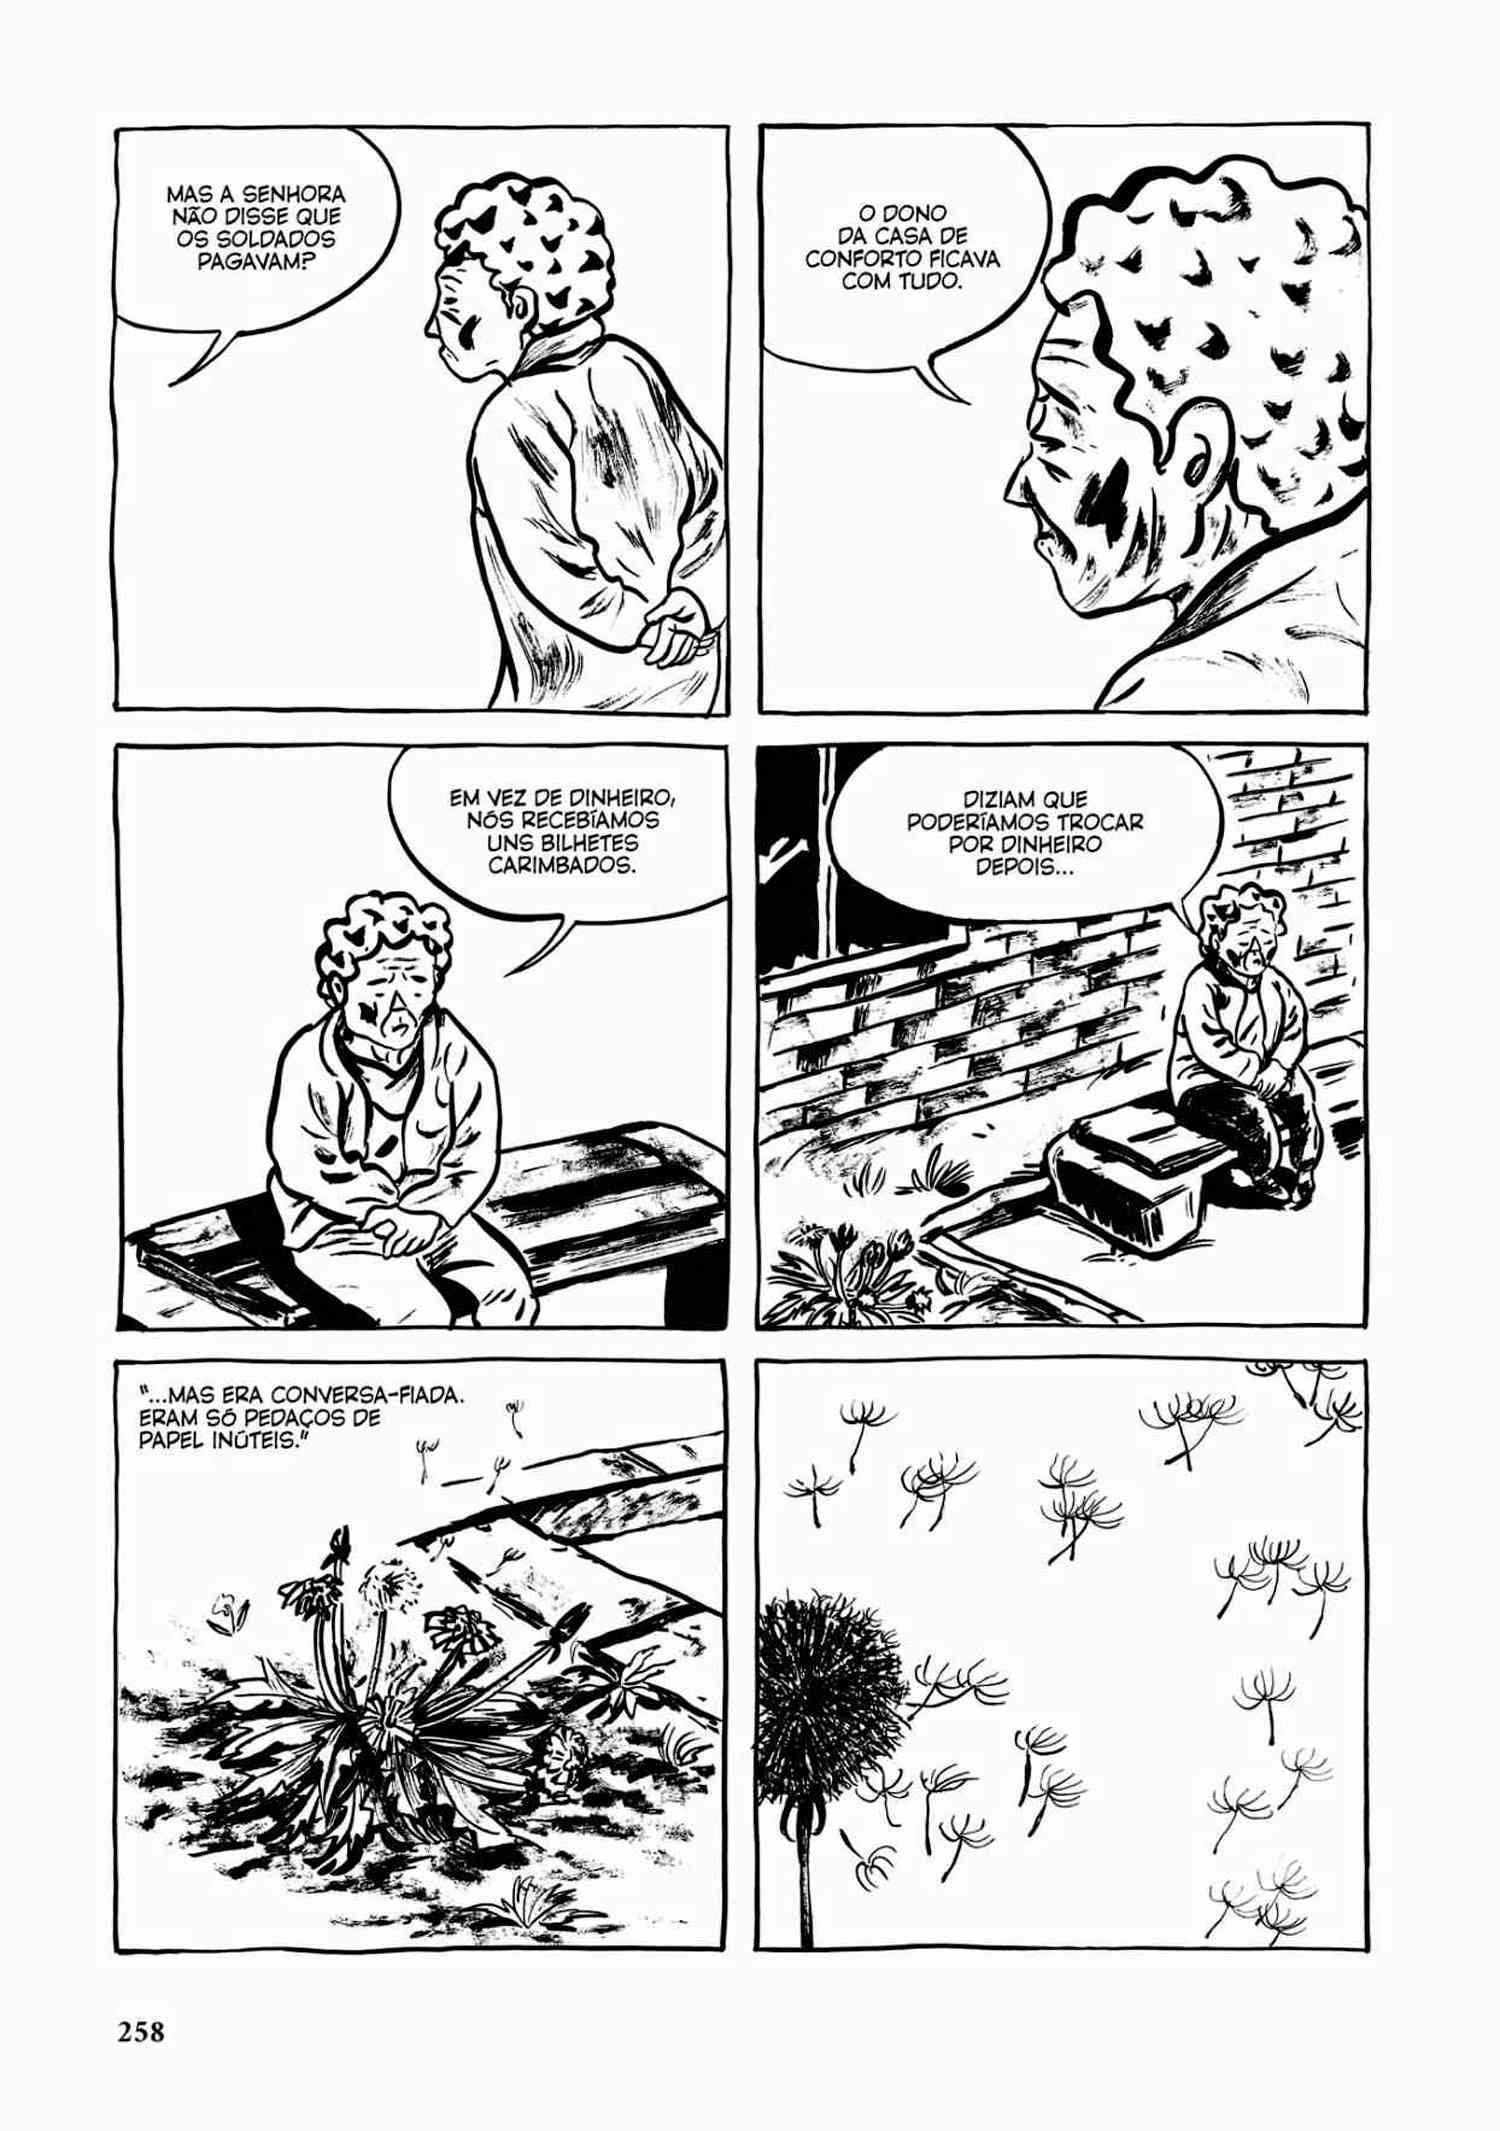 MAS A SENHORA
NÃO DISSE QUE
OS SOLDADOS
PAGAVAM?
O DONO
DA CASA DE
CONFORTO FICAVA
COM TUDO.
EM VEZ DE DINHEIRO,
NÓS RECEBÍAMOS
UNS BILHETES
CARIMBADOS.
DIZIAM QUE
PODERÍAMOS TROCAR
POR DINHEIRO
DEPOIS...
"...MAS ERA CONVERSA-FIADA.
ERAM SÓ PEDAÇOS DE
PAPEL INÚTEIS."
258